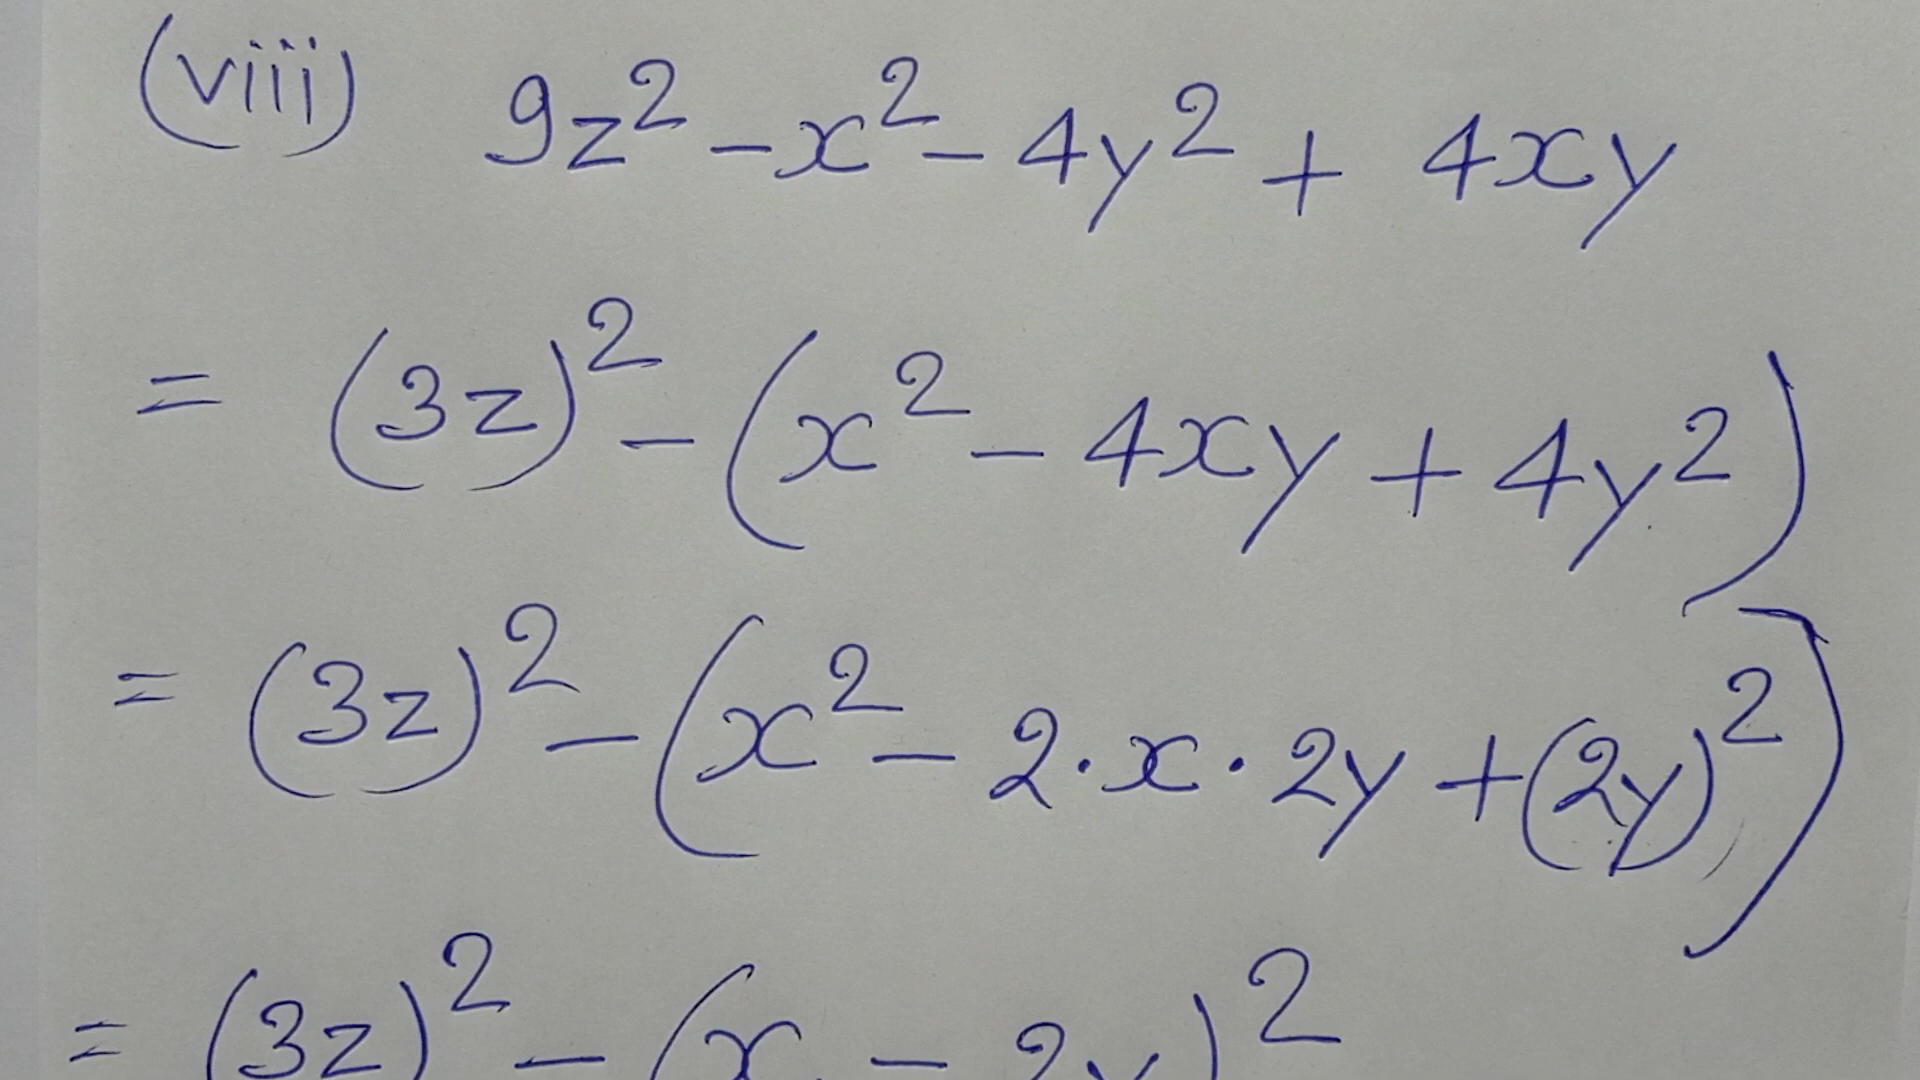 (viii) 9z² - x² - 4y² + 4xy
= (3z)² - (x² - 4xy + 4y²)
= (3z)² - (x² - 2·x·2y + (2y)²)
= (3z)² - (x - 2y)²